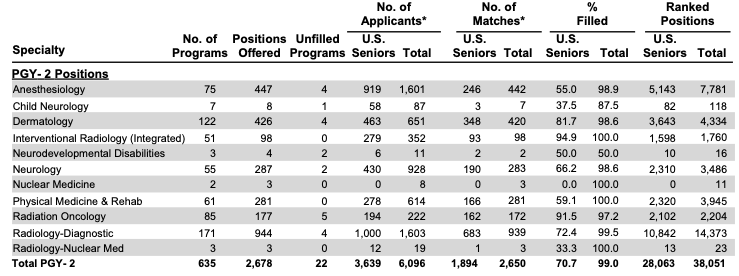 No. of No. of % Ranked
Applicants* Matches* Filled Positions
No. of Positions Unfilled U.S. U.S. U.S. U.S.
Specialty Programs Offered Programs Seniors Total Seniors Total Seniors Total Seniors Total
PGY- 2 Positions
Anesthesiology 75 447 4 919 1,601 246 442 55.0 98.9 5,143 7,781
Child Neurology 7 8 1 58 87 3 7 37.5 87.5 82 118
Dermatology 122 426 4 463 651 348 420 81.7 98.6 3,643 4,334
Interventional Radiology (Integrated) 51 98 0 279 352 93 98 94.9 100.0 1,598 1,760
Neurodevelopmental Disabilities 3 4 2 6 11 2 2 50.0 50.0 10 16
Neurology 55 287 2 430 928 190 283 66.2 98.6 2,310 3,486
Nuclear Medicine 2 3 0 0 8 0 3 0.0 100.0 0 11
Physical Medicine & Rehab 61 281 0 278 614 166 281 59.1 100.0 2,320 3,945
Radiation Oncology 85 177 5 194 222 162 172 91.5 97.2 2,102 2,204
Radiology-Diagnostic 171 944 4 1,000 1,603 683 939 72.4 99.5 10,842 14,373
Radiology-Nuclear Med 3 3 0 12 19 1 3 33.3 100.0 13 23
Total PGY- 2 635 2,678 22 3,639 6,096 1,894 2,650 70.7 99.0 28,063 38,051